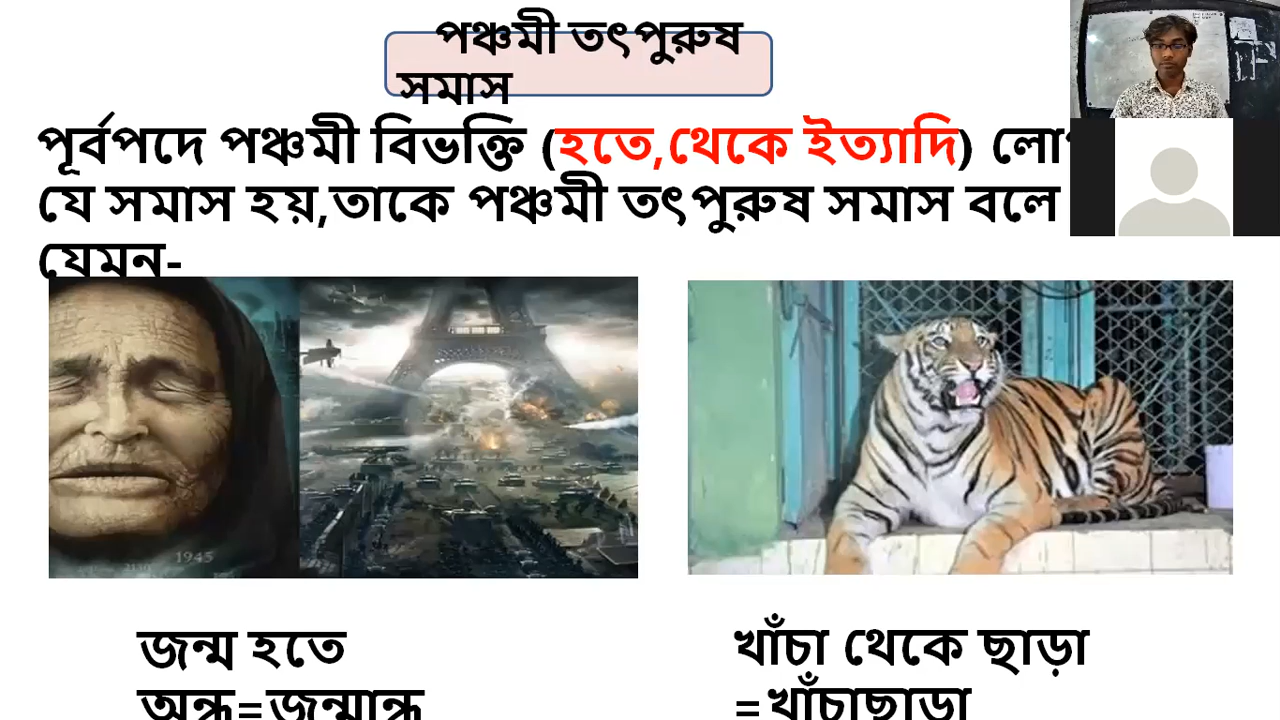 পঞ্চমী তৎপুরুষ
সমাস
পূর্বপদে পঞ্চমী বিভক্তি (হতে,থেকে ইত্যাদি)
যে সমাস হয়,তাকে পঞ্চমী তৎপুরুষ সমাস বলে
যেমন-
1945
জন্ম হতে
অন্ধ=জন্মান্ধ
খাঁচা থেকে ছাড়া
=খাঁচাছাড়া